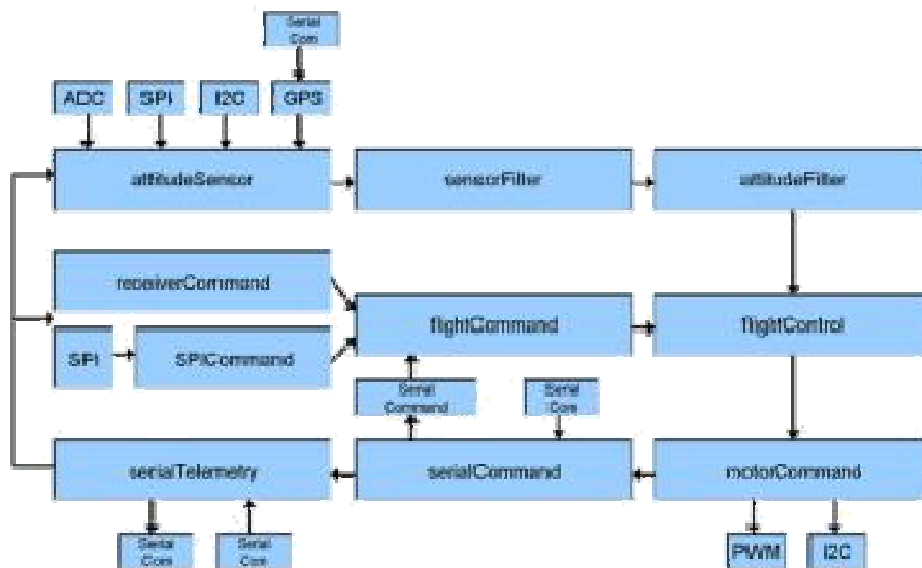 Serial
Com
ADC SPI I2C GPS
attitudeSensor sensorFilter attitudeFilter
receiverCommand
flightCommand flightControl
SPI SPICommand
Serial
Command
Serial
Com
serialTelemetry serialCommand motorCommand
Serial
Com
Serial
Com
PWM I2C